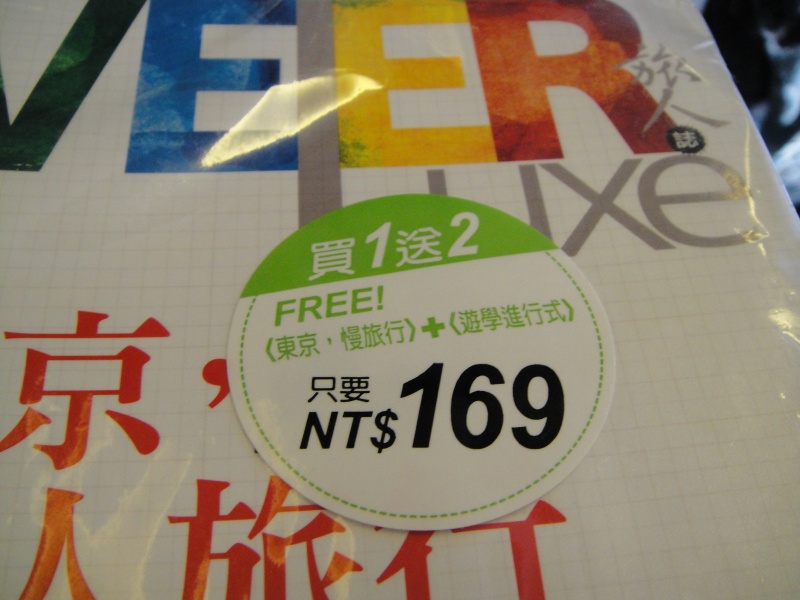 VEER
旅人
誌
Luxe
買1送2
FREE!
〈東京,慢旅行〉+〈遊學進行式〉
只要
NT$169
京,
人旅行